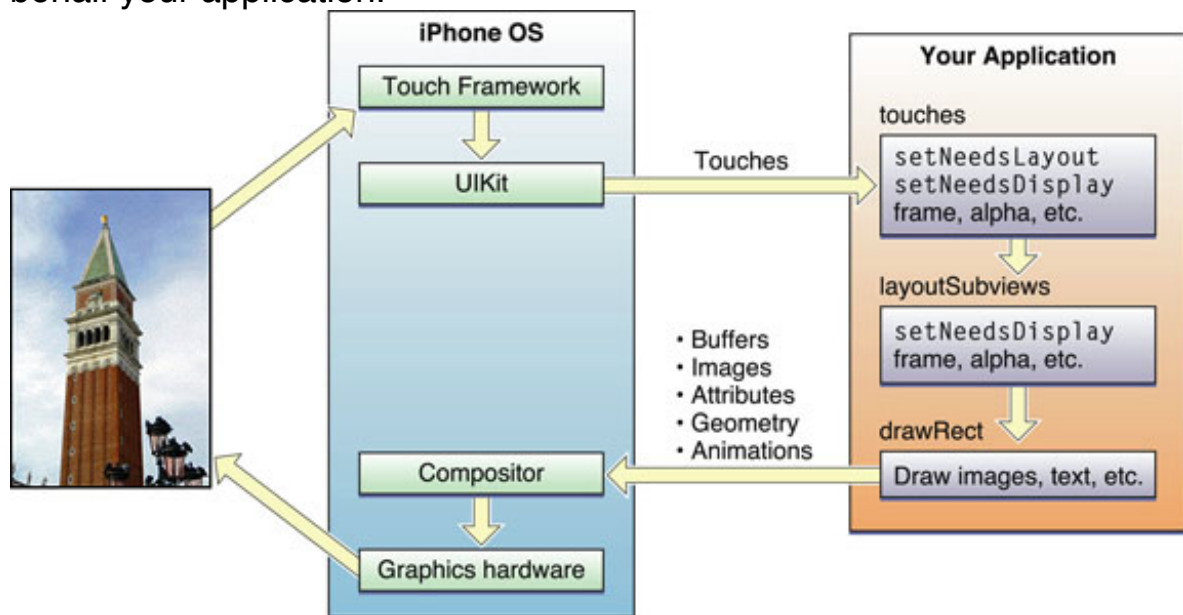 behalf your application.
iPhone OS
Touch Framework
UIKit
Compositor
Graphics hardware
Touches
• Buffers
• Images
• Attributes
• Geometry
• Animations
Your Application
touches
setNeedsLayout
setNeedsDisplay
frame, alpha, etc.
layoutSubviews
setNeedsDisplay
frame, alpha, etc.
drawRect
Draw images, text, etc.